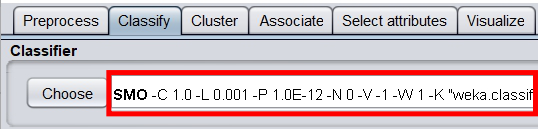 Preprocess Classify Cluster Associate Select attributes Visualize
Classifier
Choose SMO -C 1.0 -L 0.001 -P 1.0E-12 -N 0 -V -1 -W 1 -K "weka.classif